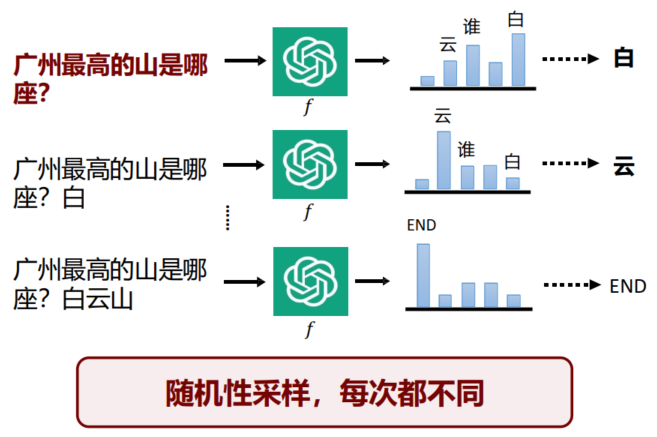 广州最高的山是哪
座？
f
云 谁 白
白
广州最高的山是哪
座？白
f
云 谁 白
云
......
广州最高的山是哪
座？白云山
f
END
END
随机性采样，每次都不同